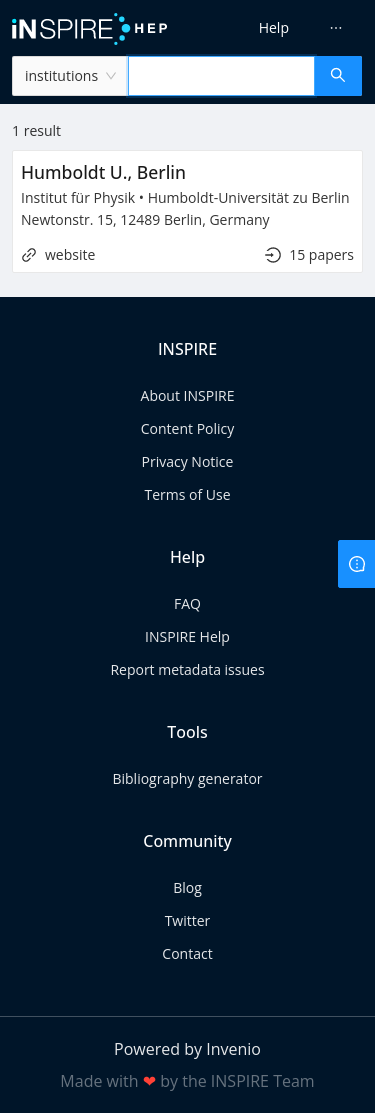 iNSPIRE HEP
Help ···
institutions
1 result
Humboldt U., Berlin
Institut für Physik • Humboldt-Universität zu Berlin
Newtonstr. 15, 12489 Berlin, Germany
website 15 papers
INSPIRE
About INSPIRE
Content Policy
Privacy Notice
Terms of Use
Help
FAQ
INSPIRE Help
Report metadata issues
Tools
Bibliography generator
Community
Blog
Twitter
Contact
Powered by Invenio
Made with ❤ by the INSPIRE Team